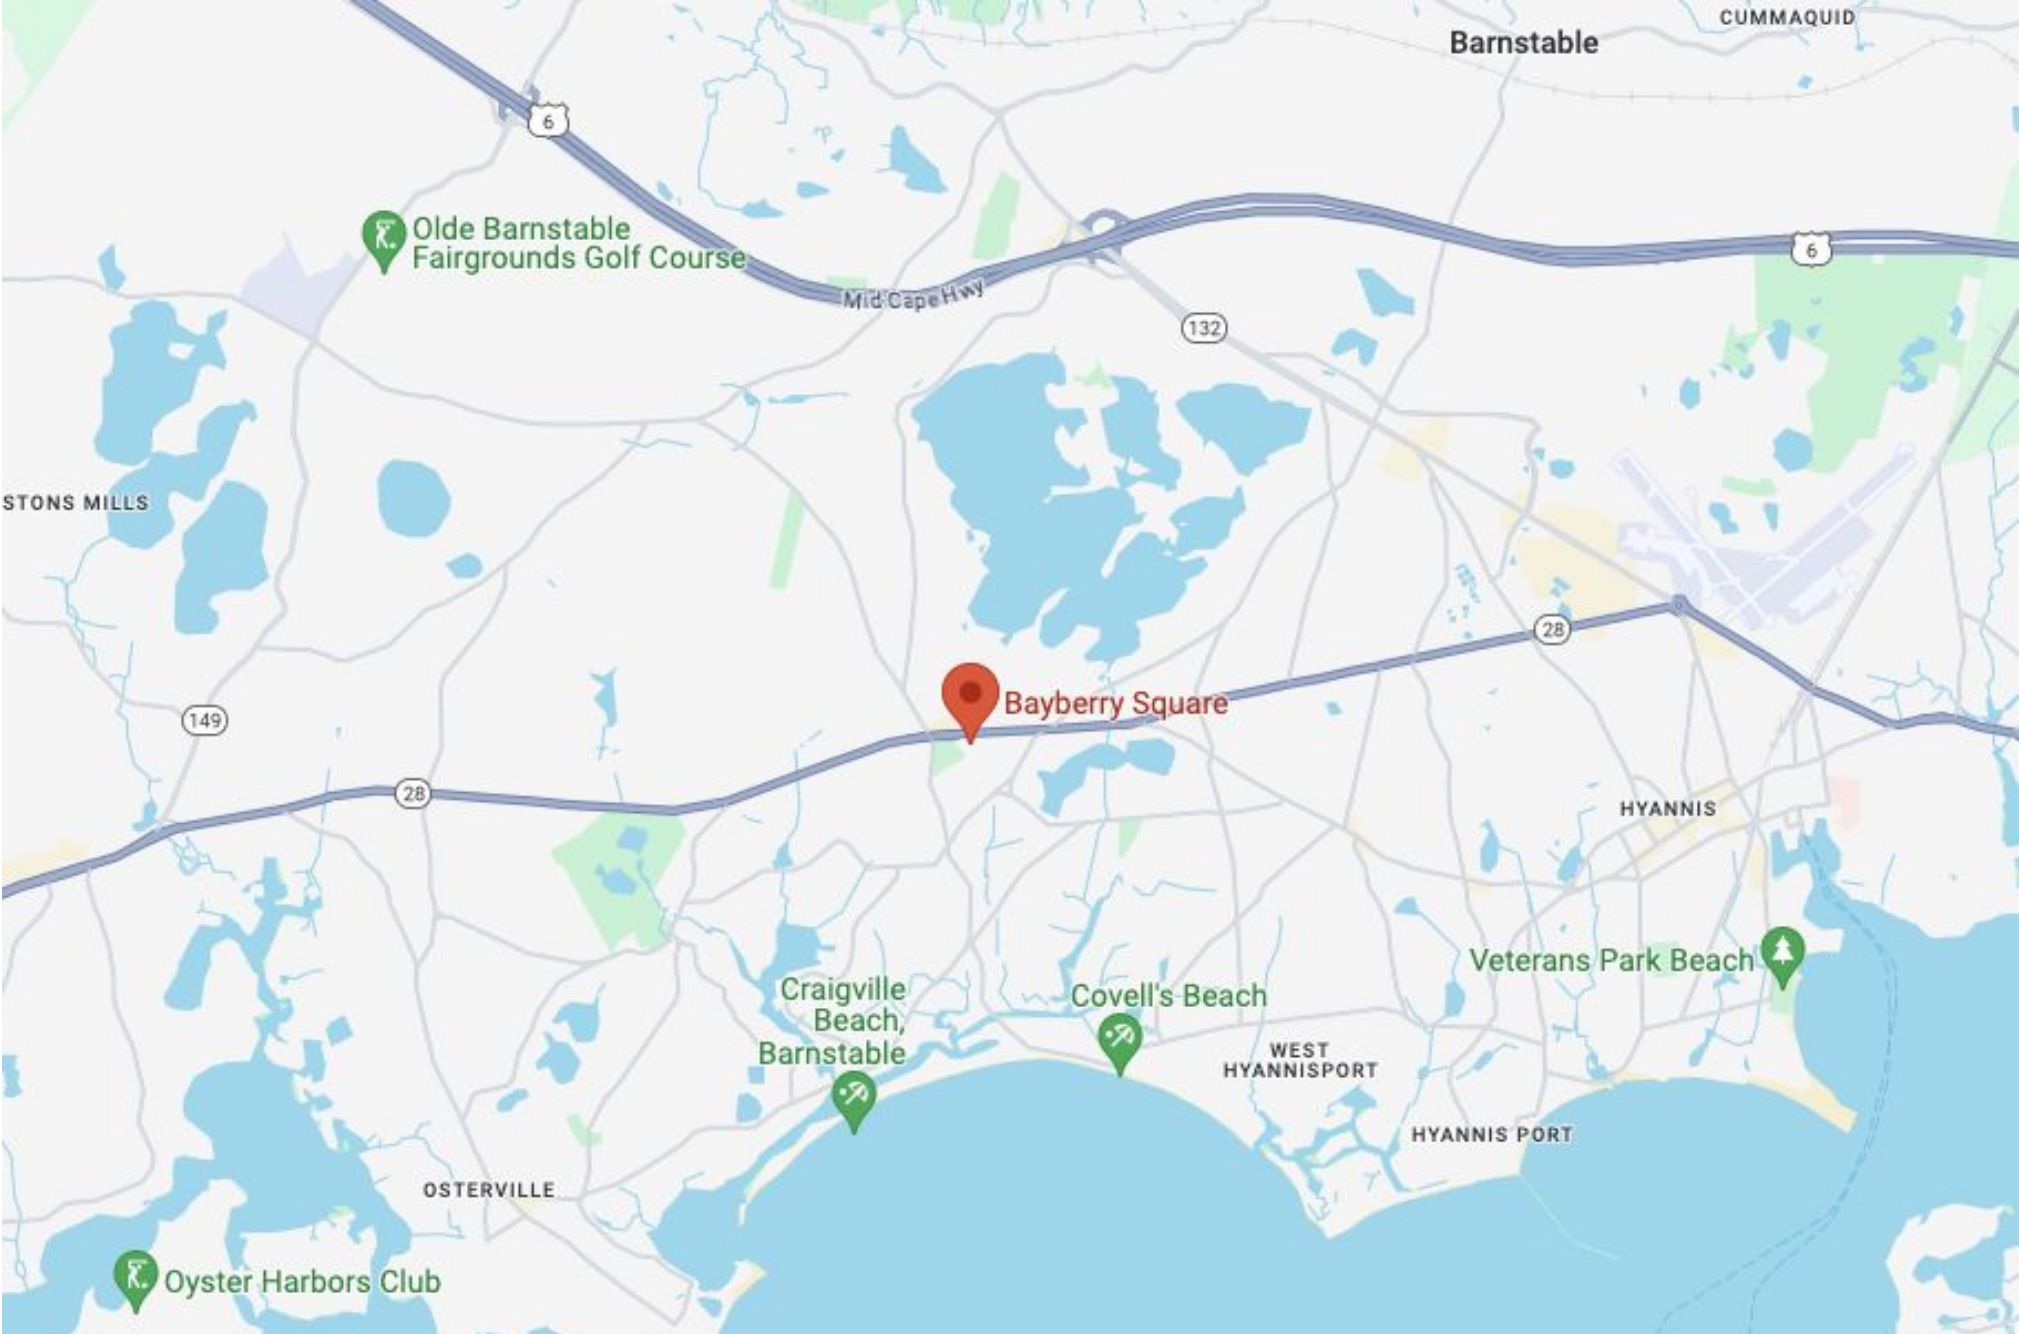 CUMMAQUID
Barnstable
6
Olde Barnstable
Fairgrounds Golf Course
6
Mid Cape Hwy
132
STONS MILLS
28
Bayberry Square
149
28
HYANNIS
Veterans Park Beach
Craigville
Beach,
Barnstable
Covell's Beach
WEST
HYANNISPORT
HYANNIS PORT
OSTERVILLE
Oyster Harbors Club